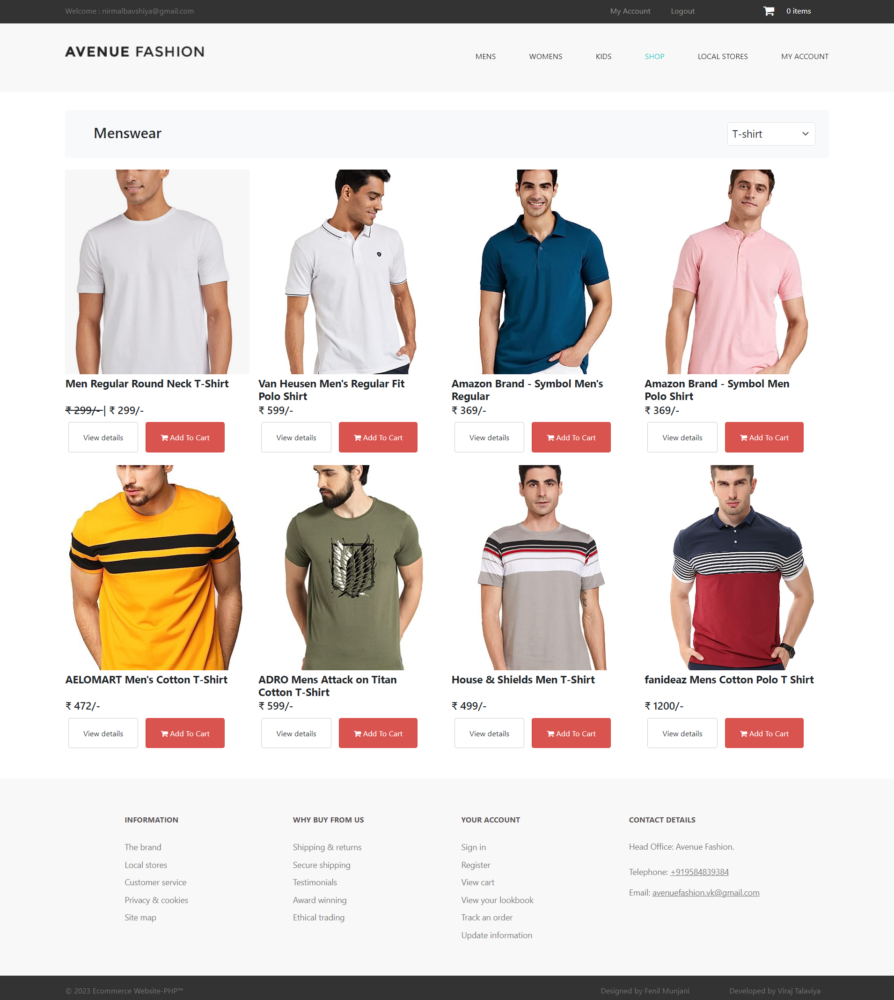 Welcome : nirmalbavshiya@gmail.com My Account Logout 0 items
AVENUE FASHION
MENS WOMENS KIDS SHOP LOCAL STORES MY ACCOUNT
Menswear T-shirt
Men Regular Round Neck T-Shirt
₹ 299/- | ₹ 299/-
View details Add To Cart
Van Heusen Men's Regular Fit
Polo Shirt
₹ 599/-
View details Add To Cart
Amazon Brand - Symbol Men's
Regular
₹ 369/-
View details Add To Cart
Amazon Brand - Symbol Men
Polo Shirt
₹ 369/-
View details Add To Cart
AELOMART Men's Cotton T-Shirt
₹ 472/-
View details Add To Cart
ADRO Mens Attack on Titan
Cotton T-Shirt
₹ 599/-
View details Add To Cart
House & Shields Men T-Shirt
₹ 499/-
View details Add To Cart
fanideaz Mens Cotton Polo T Shirt
₹ 1200/-
View details Add To Cart
INFORMATION
The brand
Local stores
Customer service
Privacy & cookies
Site map
WHY BUY FROM US
Shipping & returns
Secure shipping
Testimonials
Award winning
Ethical trading
YOUR ACCOUNT
Sign in
Register
View cart
View your lookbook
Track an order
Update information
CONTACT DETAILS
Head Office: Avenue Fashion.
Telephone: +919584839384
Email: avenuefashion.vk@gmail.com
© 2023 Ecommerce Website-PHP™ Designed by Fenil Munjani Developed by Viraj Talaviya